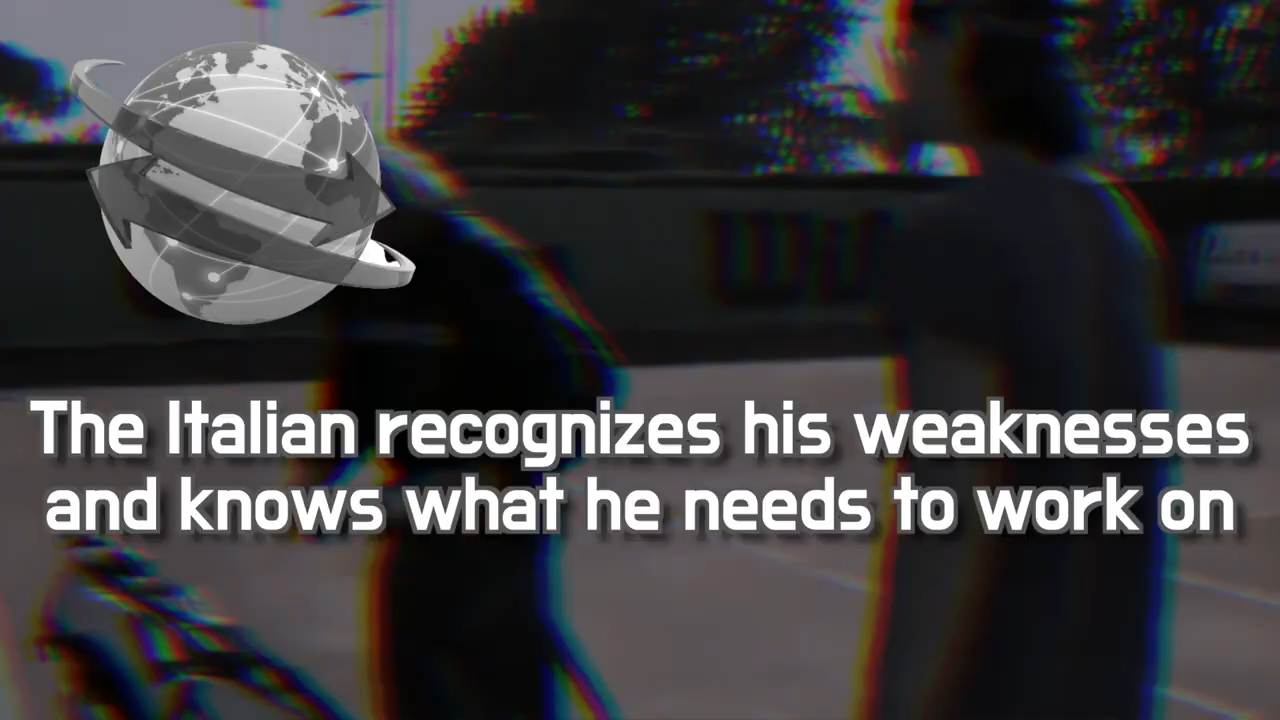 The Italian recognizes his weaknesses
and knows what he needs to work on